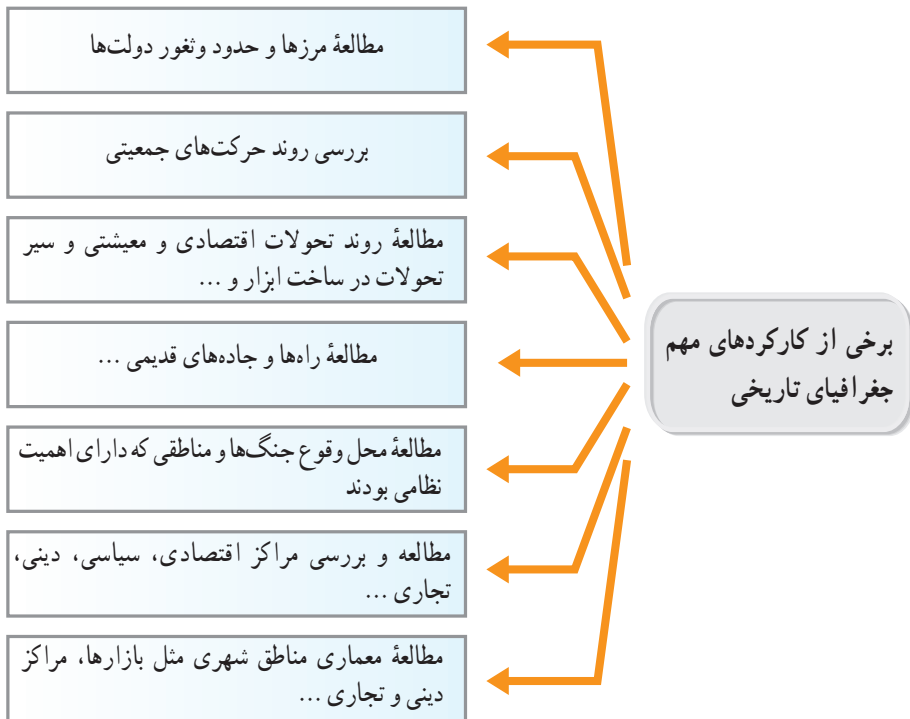 برخی از کارکردهای مهم
جغرافیای تاریخی
مطالعهٔ مرزها و حدود وثغور دولت‌ها
بررسی روند حرکت‌های جمعیتی
مطالعهٔ روند تحولات اقتصادی و معیشتی و سیر
تحولات در ساخت ابزار و ...
مطالعهٔ راه‌ها و جاده‌های قدیمی ...
مطالعهٔ محل وقوع جنگ‌ها و مناطقی که دارای اهمیت
نظامی بودند
مطالعه و بررسی مراکز اقتصادی، سیاسی، دینی،
تجاری ...
مطالعهٔ معماری مناطق شهری مثل بازارها، مراکز
دینی و تجاری ...